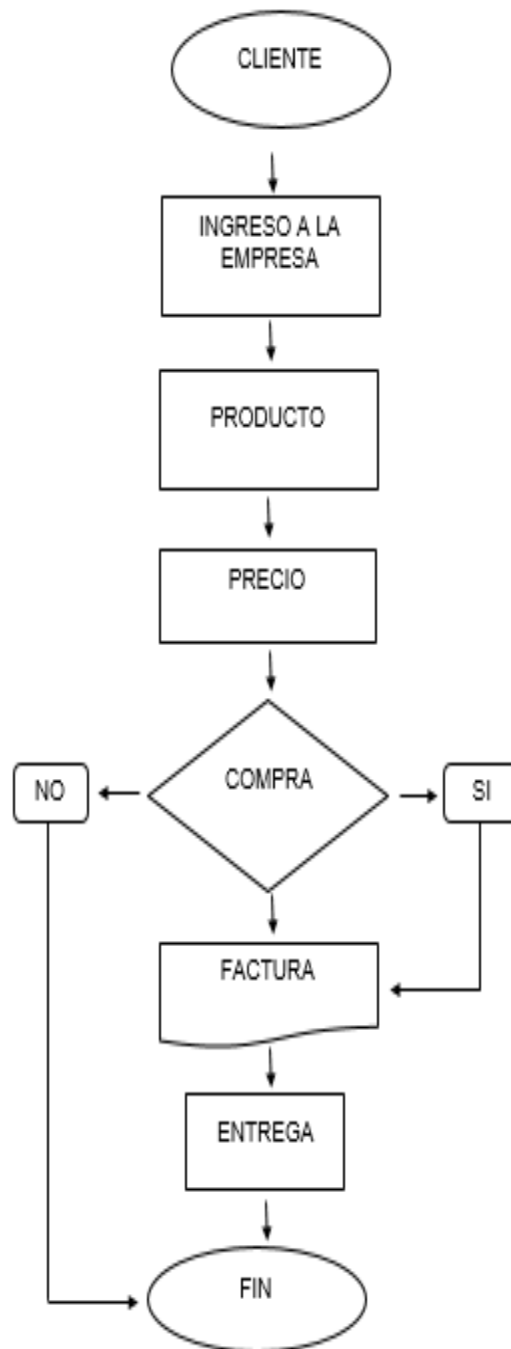 CLIENTE
INGRESO A LA
EMPRESA
PRODUCTO
PRECIO
COMPRA
NO
SI
FACTURA
ENTREGA
FIN